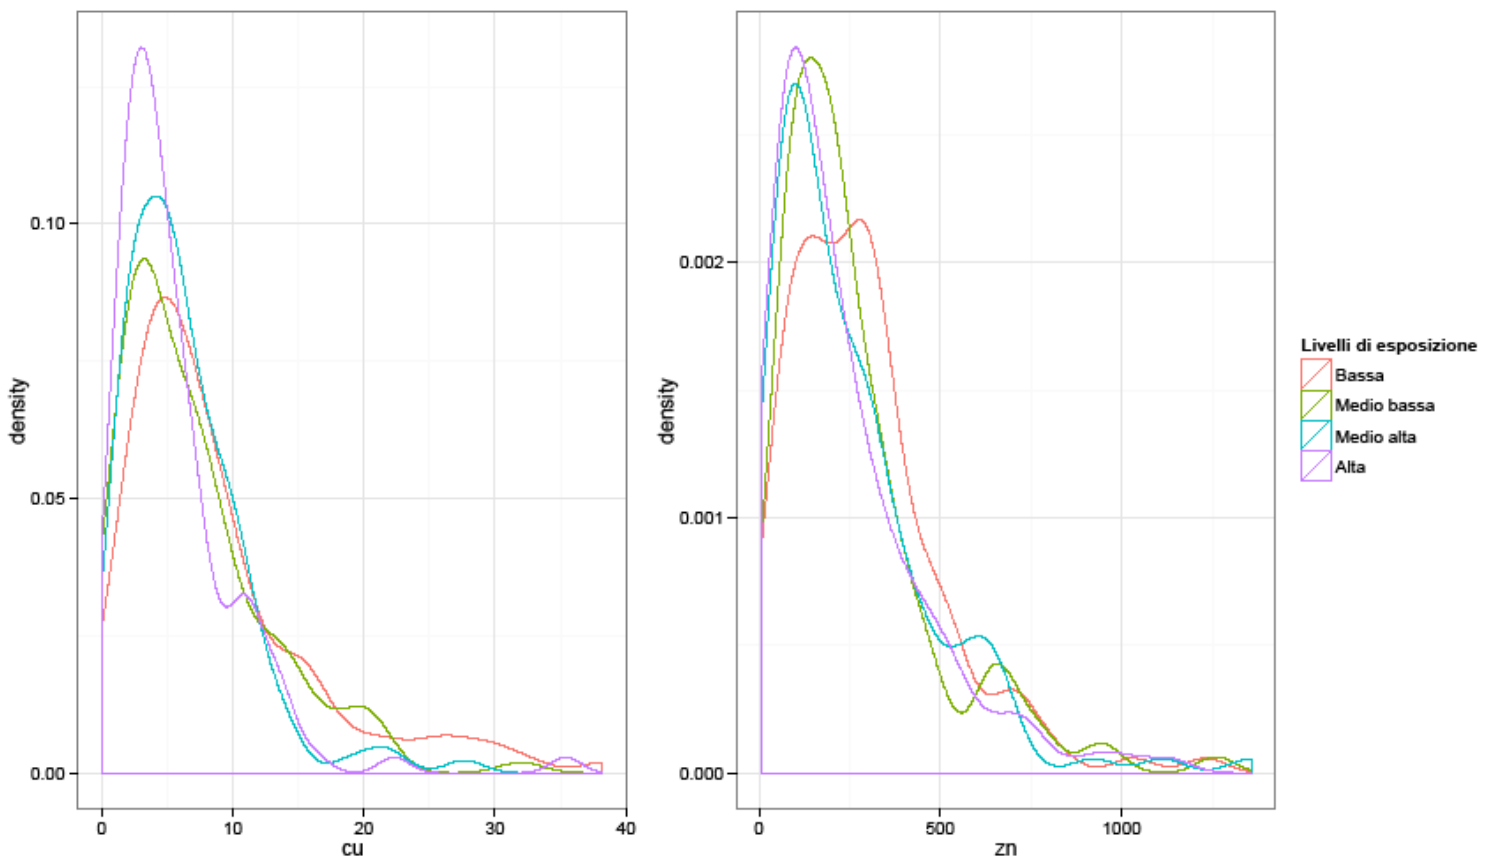 density
0.10
0.05
0.00
0
10
20
30
40
cu
density
0.002
0.001
0.000
0
500
1000
zn
Livelli di esposizione
Bassa
Medio bassa
Medio alta
Alta